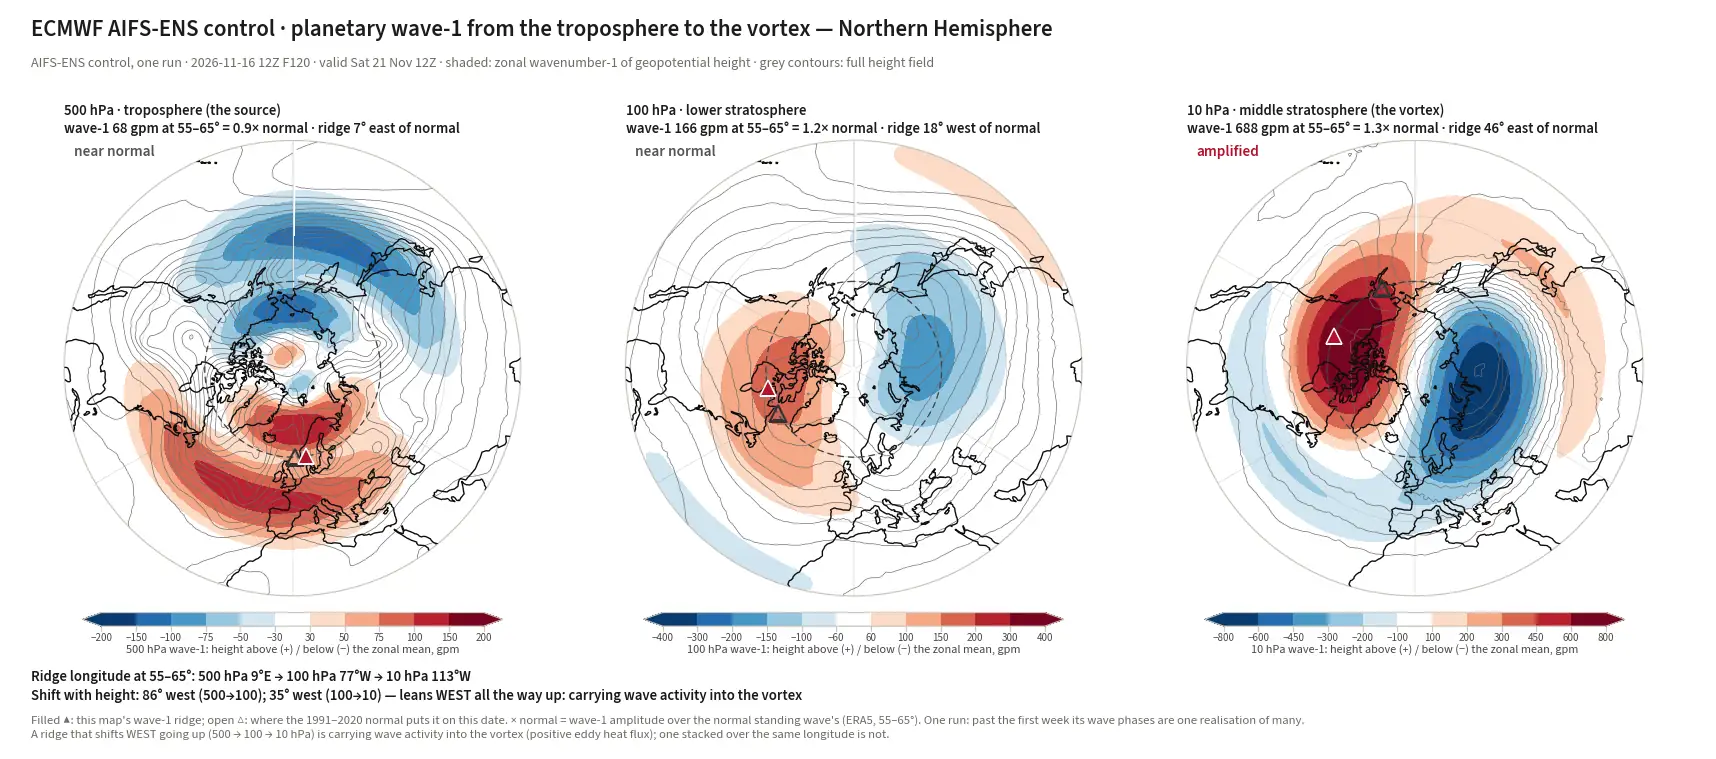 ECMWF AIFS-ENS control · planetary wave-1 from the troposphere to the vortex — Northern Hemisphere
AIFS-ENS control, one run · 2026-11-16 12Z F120 · valid Sat 21 Nov 12Z · shaded: zonal wavenumber-1 of geopotential height · grey contours: full height field
500 hPa · troposphere (the source)
wave-1 68 gpm at 55–65° = 0.9× normal · ridge 7° east of normal
near normal
100 hPa · lower stratosphere
wave-1 166 gpm at 55–65° = 1.2× normal · ridge 18° west of normal
near normal
10 hPa · middle stratosphere (the vortex)
wave-1 688 gpm at 55–65° = 1.3× normal · ridge 46° east of normal
amplified
−200 −150 −100 −75 −50 −30 30 50 75 100 150 200
500 hPa wave-1: height above (+) / below (−) the zonal mean, gpm
−400 −300 −200 −150 −100 −60 60 100 150 200 300 400
100 hPa wave-1: height above (+) / below (−) the zonal mean, gpm
−800 −600 −450 −300 −200 −100 100 200 300 450 600 800
10 hPa wave-1: height above (+) / below (−) the zonal mean, gpm
Ridge longitude at 55–65°: 500 hPa 9°E → 100 hPa 77°W → 10 hPa 113°W
Shift with height: 86° west (500→100); 35° west (100→10) — leans WEST all the way up: carrying wave activity into the vortex
Filled ▲: this map's wave-1 ridge; open △: where the 1991–2020 normal puts it on this date. × normal = wave-1 amplitude over the normal standing wave's (ERA5, 55–65°). One run: past the first week its wave phases are one realisation of many.
A ridge that shifts WEST going up (500 → 100 → 10 hPa) is carrying wave activity into the vortex (positive eddy heat flux); one stacked over the same longitude is not.